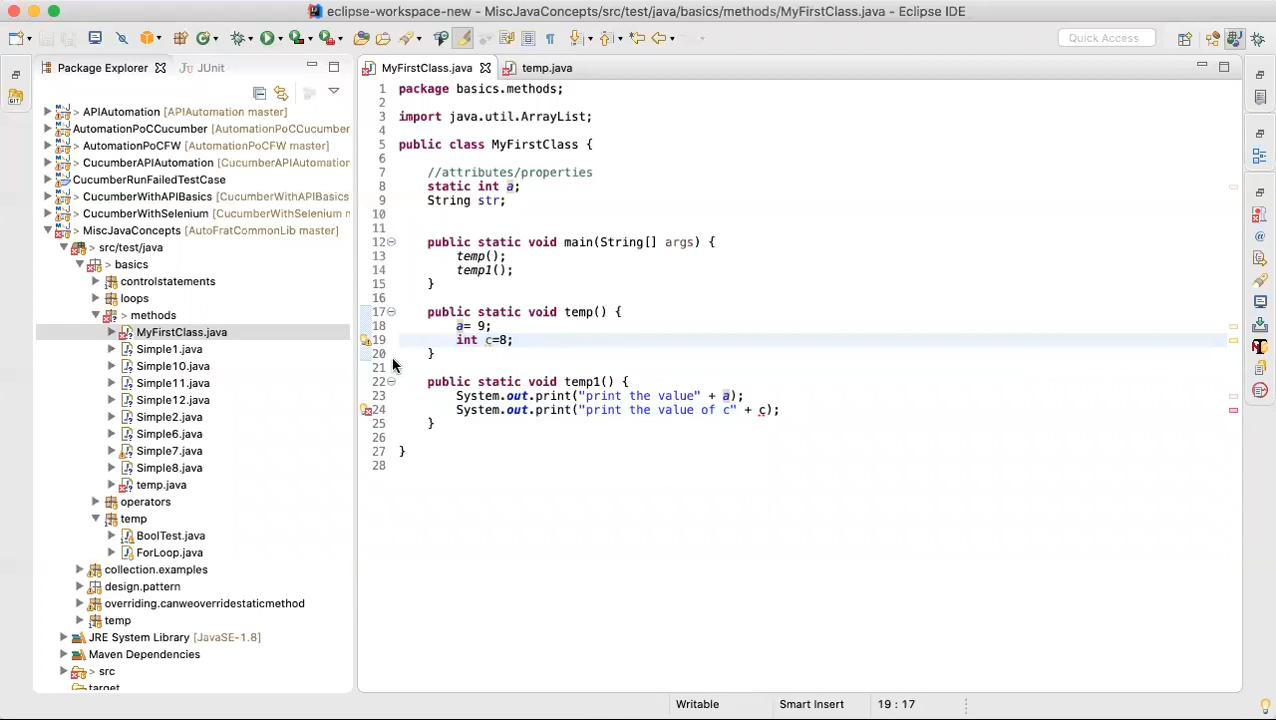 eclipse-workspace-new - MiscJavaConcepts/src/test/java/basics/methods/MyFirstClass.java - Eclipse IDE
Quick Access
Package Explorer
JUnit
MyFirstClass.java
temp.java
> APIAutomation [APIAutomation master]
AutomationPoCCucumber [AutomationPoCCucumber
> AutomationPoCFW [AutomationPoCFW master]
> CucumberAPIAutomation [CucumberAPIAutomation
CucumberRunFailedTestCase
> CucumberWithAPIBasics [CucumberWithAPIBasics
> CucumberWithSelenium [CucumberWithSelenium m
> MiscJavaConcepts [AutoFratCommonLib master]
> src/test/java
> basics
controlstatements
loops
> methods
MyFirstClass.java
Simple1.java
Simple10.java
Simple11.java
Simple12.java
Simple2.java
Simple6.java
Simple7.java
Simple8.java
temp.java
operators
temp
BoolTest.java
ForLoop.java
collection.examples
design.pattern
overriding.canweoverridestaticmethod
temp
JRE System Library [JavaSE-1.8]
Maven Dependencies
> src
target
1 package basics.methods;
2
3 import java.util.ArrayList;
4
5 public class MyFirstClass {
6
7 //attributes/properties
8 static int a;
9 String str;
10
11
12 public static void main(String[] args) {
13 temp();
14 temp1();
15 }
16
17 public static void temp() {
18 a= 9;
19 int c=8;
20 }
21
22 public static void temp1() {
23 System.out.print("print the value" + a);
24 System.out.print("print the value of c" + c);
25 }
26
27 }
28
Writable
Smart Insert
19 : 17